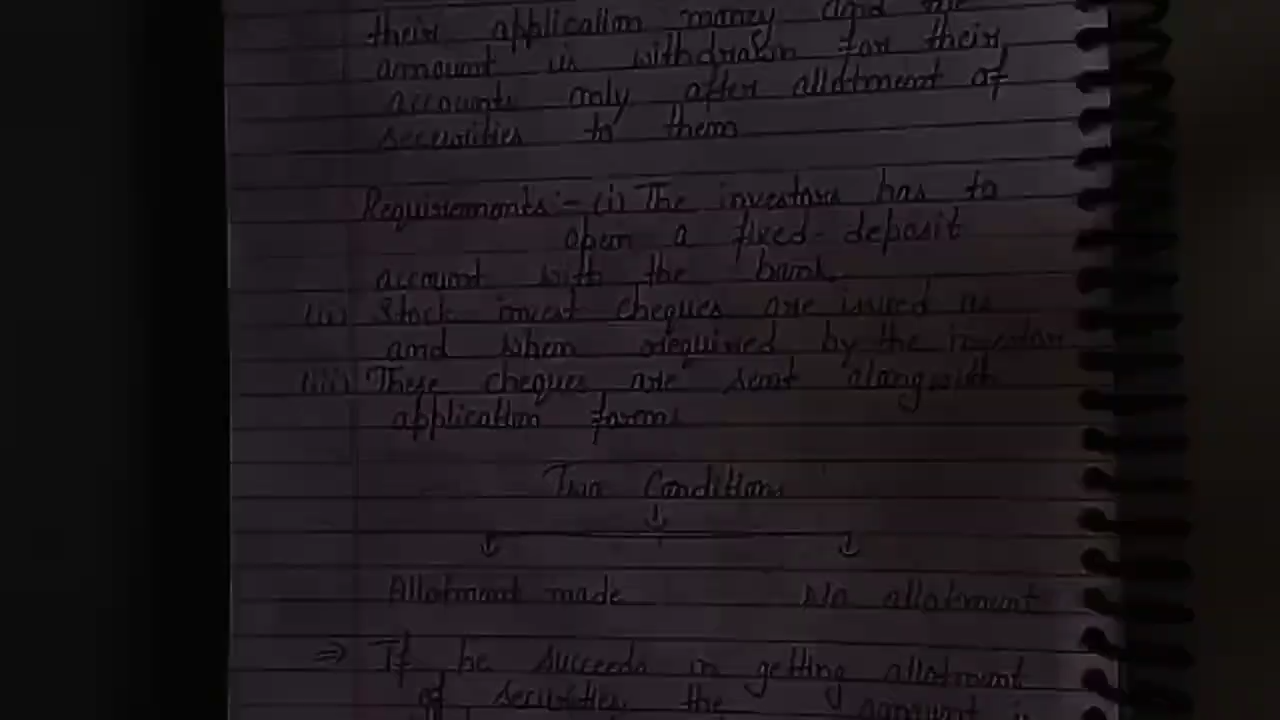 their application money and the
amount is withdrawn for their
accounts only after allotment of
securities to them
Requirements:- (i) The investors has to
open a fixed-deposit
account with the bank
(ii) Stock invest cheques are issued as
and when required by the investor
(iii) These cheques are sent alongwith
application forms
Two Conditions
Allotment made No allotment
⇒ If he succeeds in getting allotment
of securities the amount is